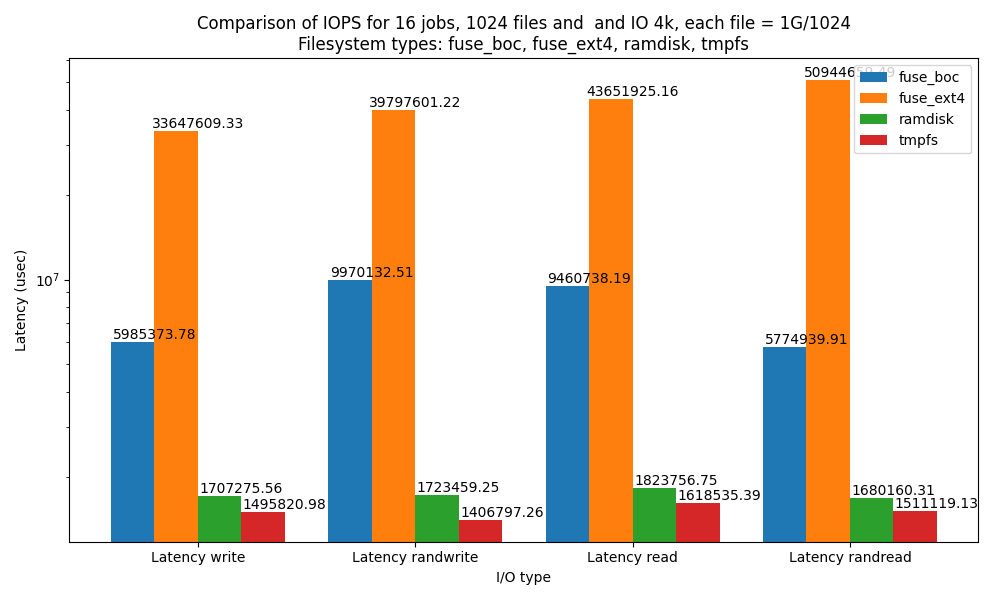 Comparison of IOPS for 16 jobs, 1024 files and  and IO 4k, each file = 1G/1024
Filesystem types: fuse_boc, fuse_ext4, ramdisk, tmpfs
fuse_boc
fuse_ext4
ramdisk
tmpfs
Latency (usec)
10^7
5985373.78
33647609.33
1707275.56
1495820.98
9970132.51
39797601.22
1723459.25
1406797.26
9460738.19
43651925.16
1823756.75
1618535.39
5774939.91
1680160.31
1511119.13
Latency write
Latency randwrite
Latency read
Latency randread
I/O type